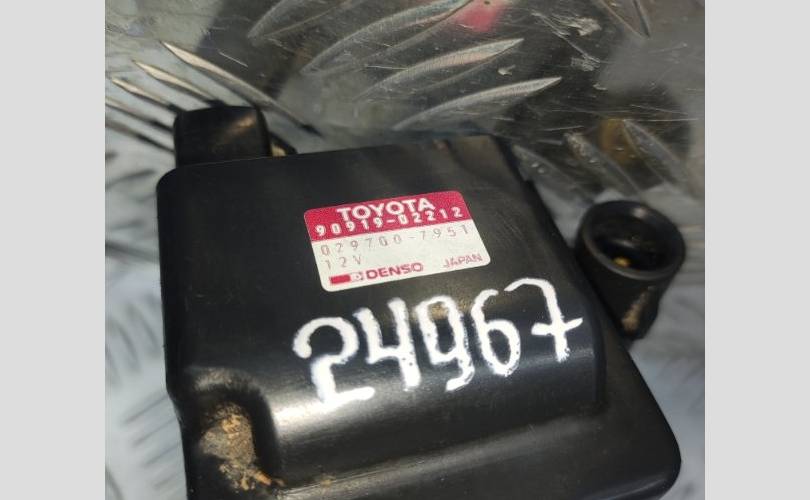 TOYOTA
90919-02212
029700-7951
12V
DENSO JAPAN
24967